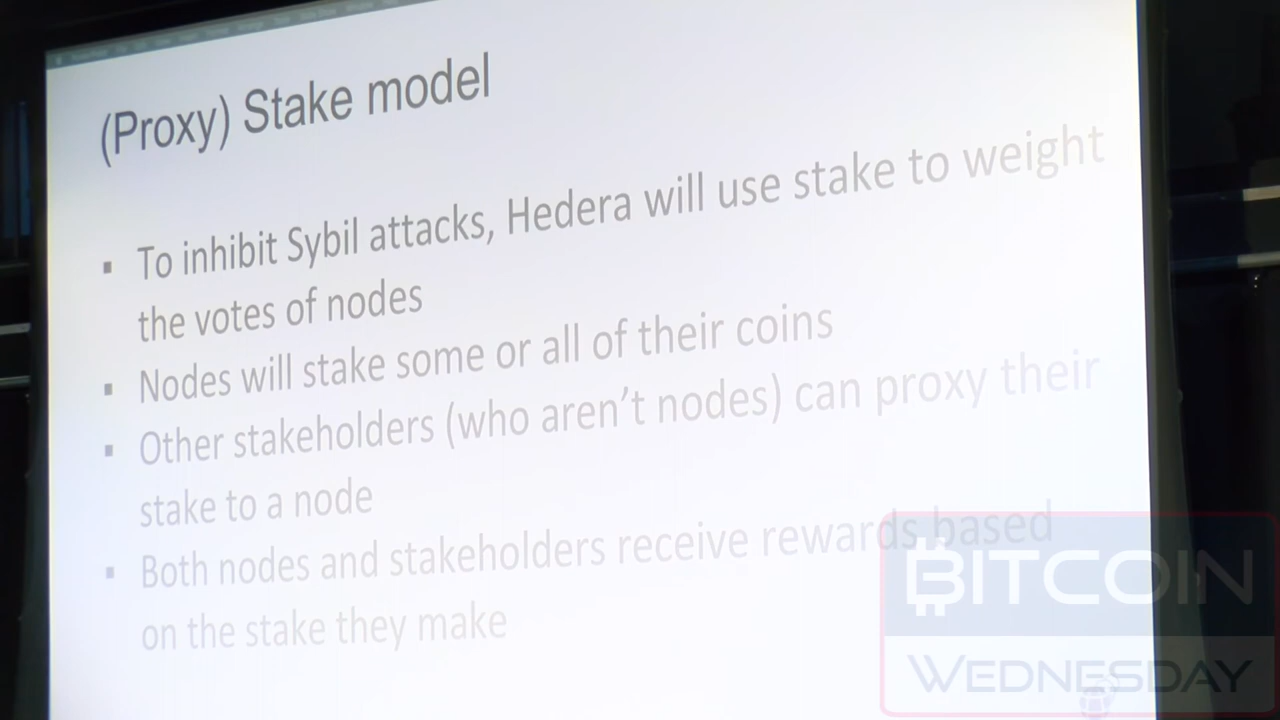 (Proxy) Stake model
▪ To inhibit Sybil attacks, Hedera will use stake to weight
the votes of nodes
▪ Nodes will stake some or all of their coins
▪ Other stakeholders (who aren't nodes) can proxy their
stake to a node
▪ Both nodes and stakeholders receive rewards based
on the stake they make
BITCOIN
WEDNESDAY